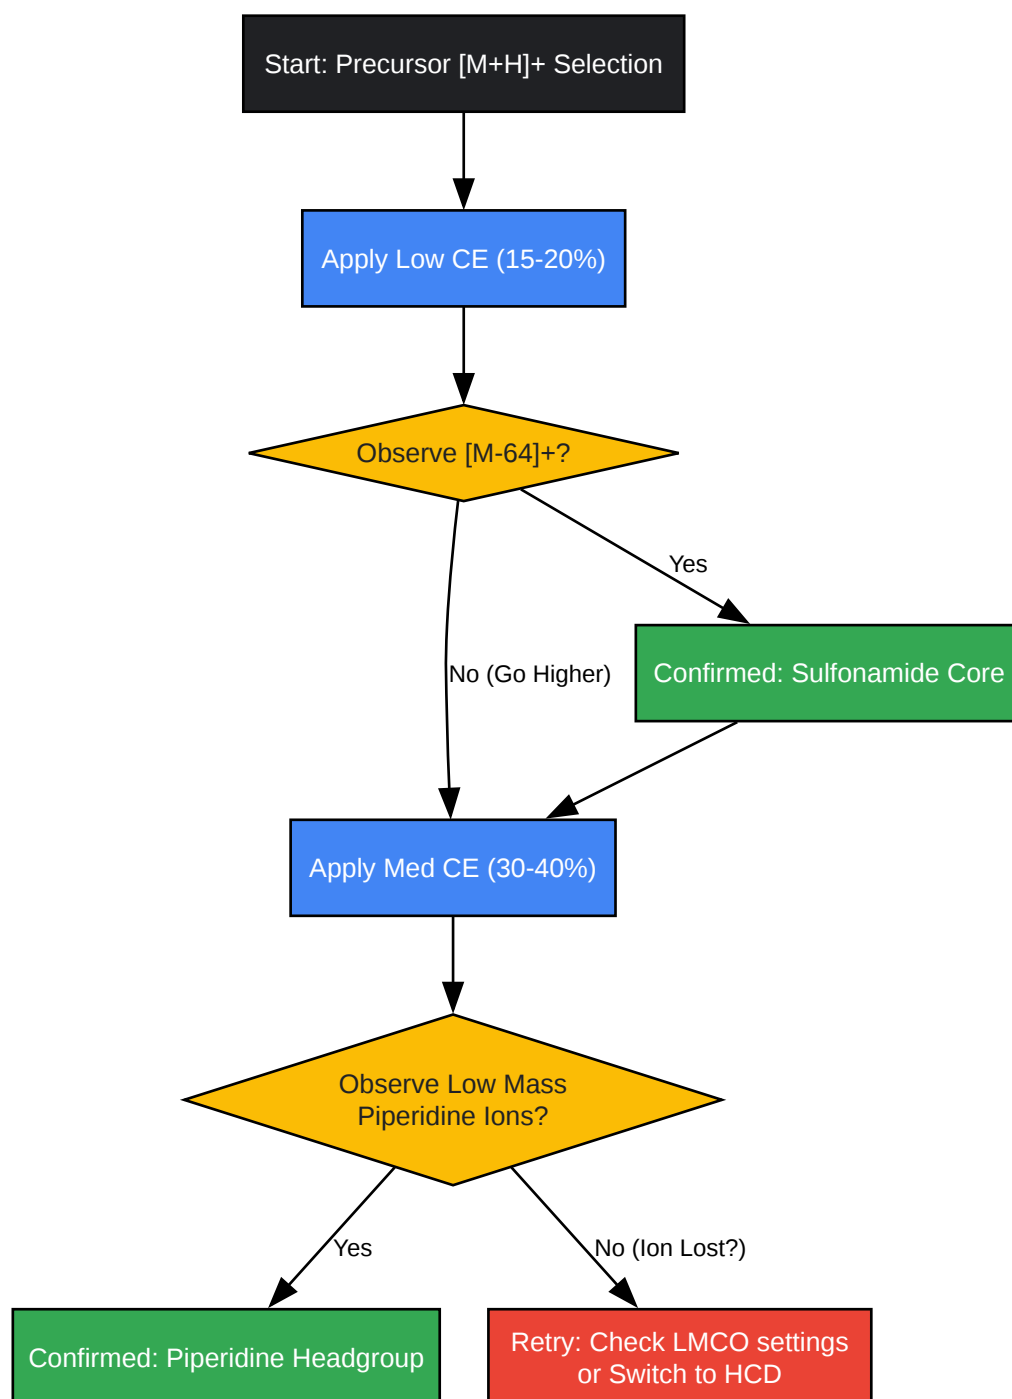 Start: Precursor [M+H]+ Selection
Apply Low CE (15-20%)
Observe [M-64]+?
Yes
No (Go Higher)
Confirmed: Sulfonamide Core
Apply Med CE (30-40%)
Observe Low Mass
Piperidine Ions?
Yes
No (Ion Lost?)
Confirmed: Piperidine Headgroup
Retry: Check LMCO settings
or Switch to HCD